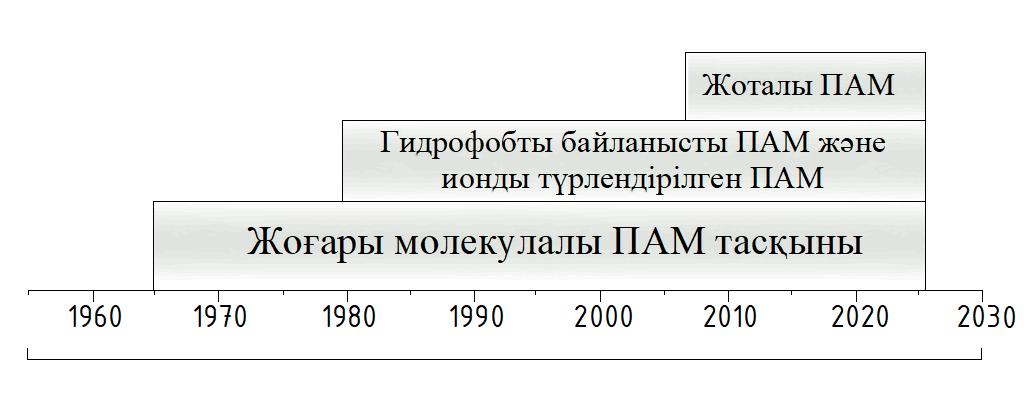 Жоталы ПАМ
Гидрофобты байланысты ПАМ және
ионды түрлендірілген ПАМ
Жоғары молекулалы ПАМ тасқыны
1960 1970 1980 1990 2000 2010 2020 2030